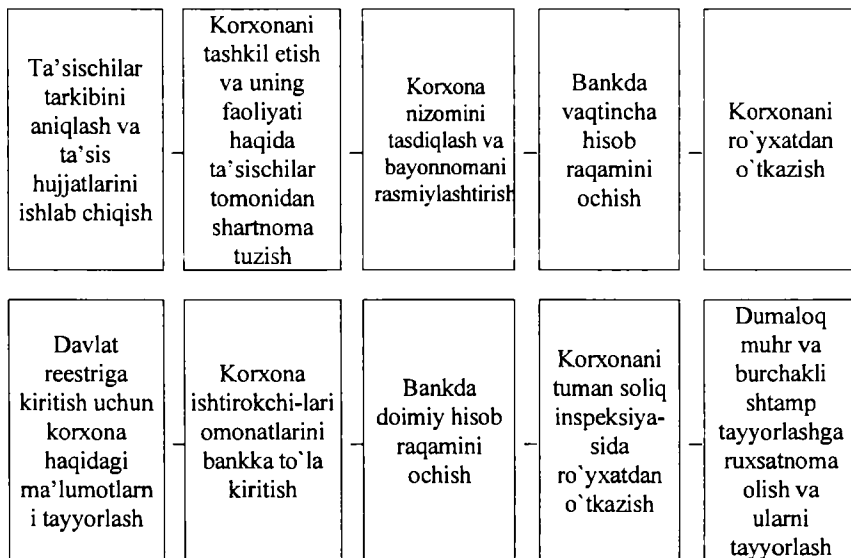 Ta’sischilar
tarkibini
aniqlash va
ta’sis
hujjatlarini
ishlab chiqish
Korxonani
tashkil etish
va uning
faoliyati
haqida
ta’sischilar
tomonidan
shartnoma
tuzish
Korxona
nizomini
tasdiqlash va
bayonnomani
rasmiylashtirish
Bankda
vaqtincha
hisob
raqamini
ochish
Korxonani
ro`yxatdan
o`tkazish
Davlat
reestriga
kiritish uchun
korxona
haqidagi
ma’lumotlarn
i tayyorlash
Korxona
ishtirokchi-lari
omonatlarini
bankka to`la
kiritish
Bankda
doimiy hisob
raqamini
ochish
Korxonani
tuman soliq
inspeksiya-
sida
ro`yxatdan
o`tkazish
Dumaloq
muhr va
burchakli
shtamp
tayyorlashga
ruxsatnoma
olish va
ularni
tayyorlash